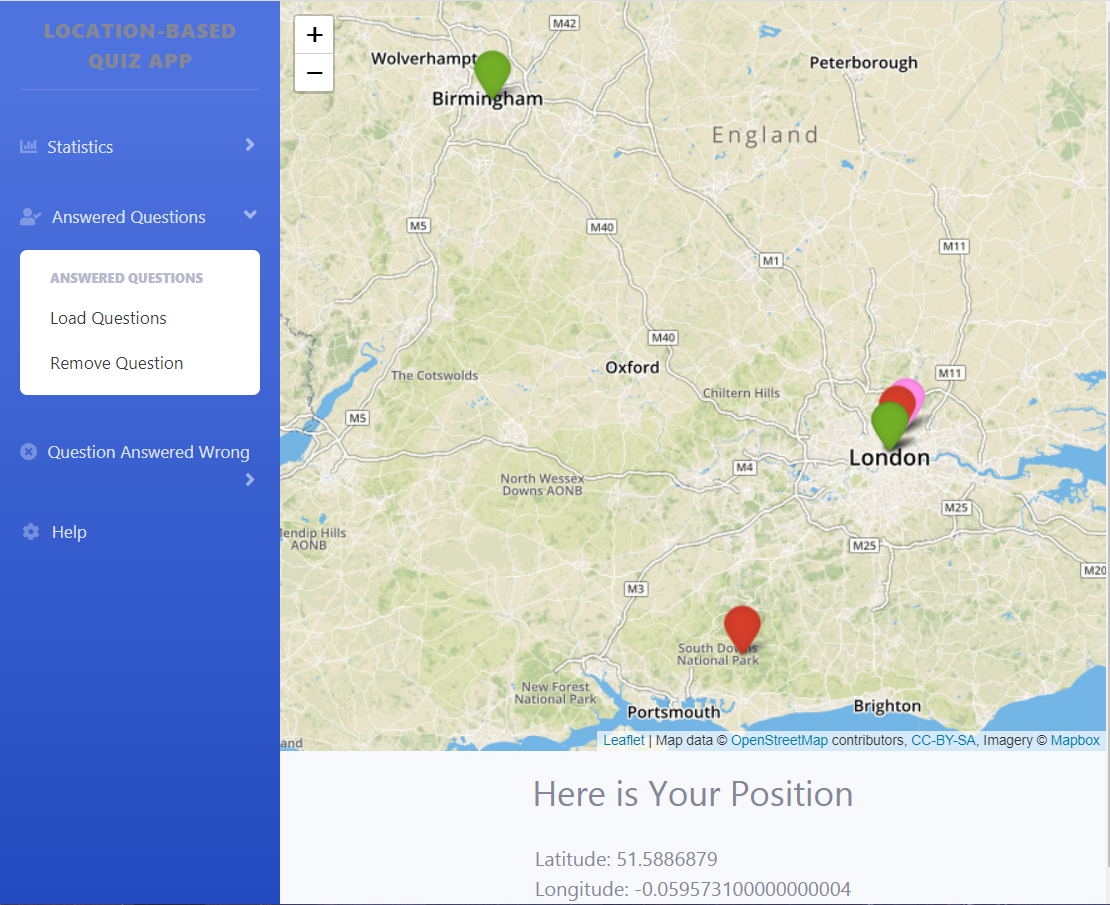 LOCATION-BASED
QUIZ APP
Statistics
Answered Questions
ANSWERED QUESTIONS
Load Questions
Remove Question
Question Answered Wrong
Help
+
−
M42
Wolverhampt
Peterborough
Birmingham
England
M5
M40
M11
M1
M40
Oxford
The Cotswolds
M11
Chiltern Hills
M5
London
M4
North Wessex
Downs AONB
M25
endip Hills
AONB
M25
M20
M3
South Downs
National Park
New Forest
National Park
Portsmouth
Brighton
and
Leaflet | Map data © OpenStreetMap contributors, CC-BY-SA, Imagery © Mapbox
Here is Your Position
Latitude: 51.5886879
Longitude: -0.059573100000000004